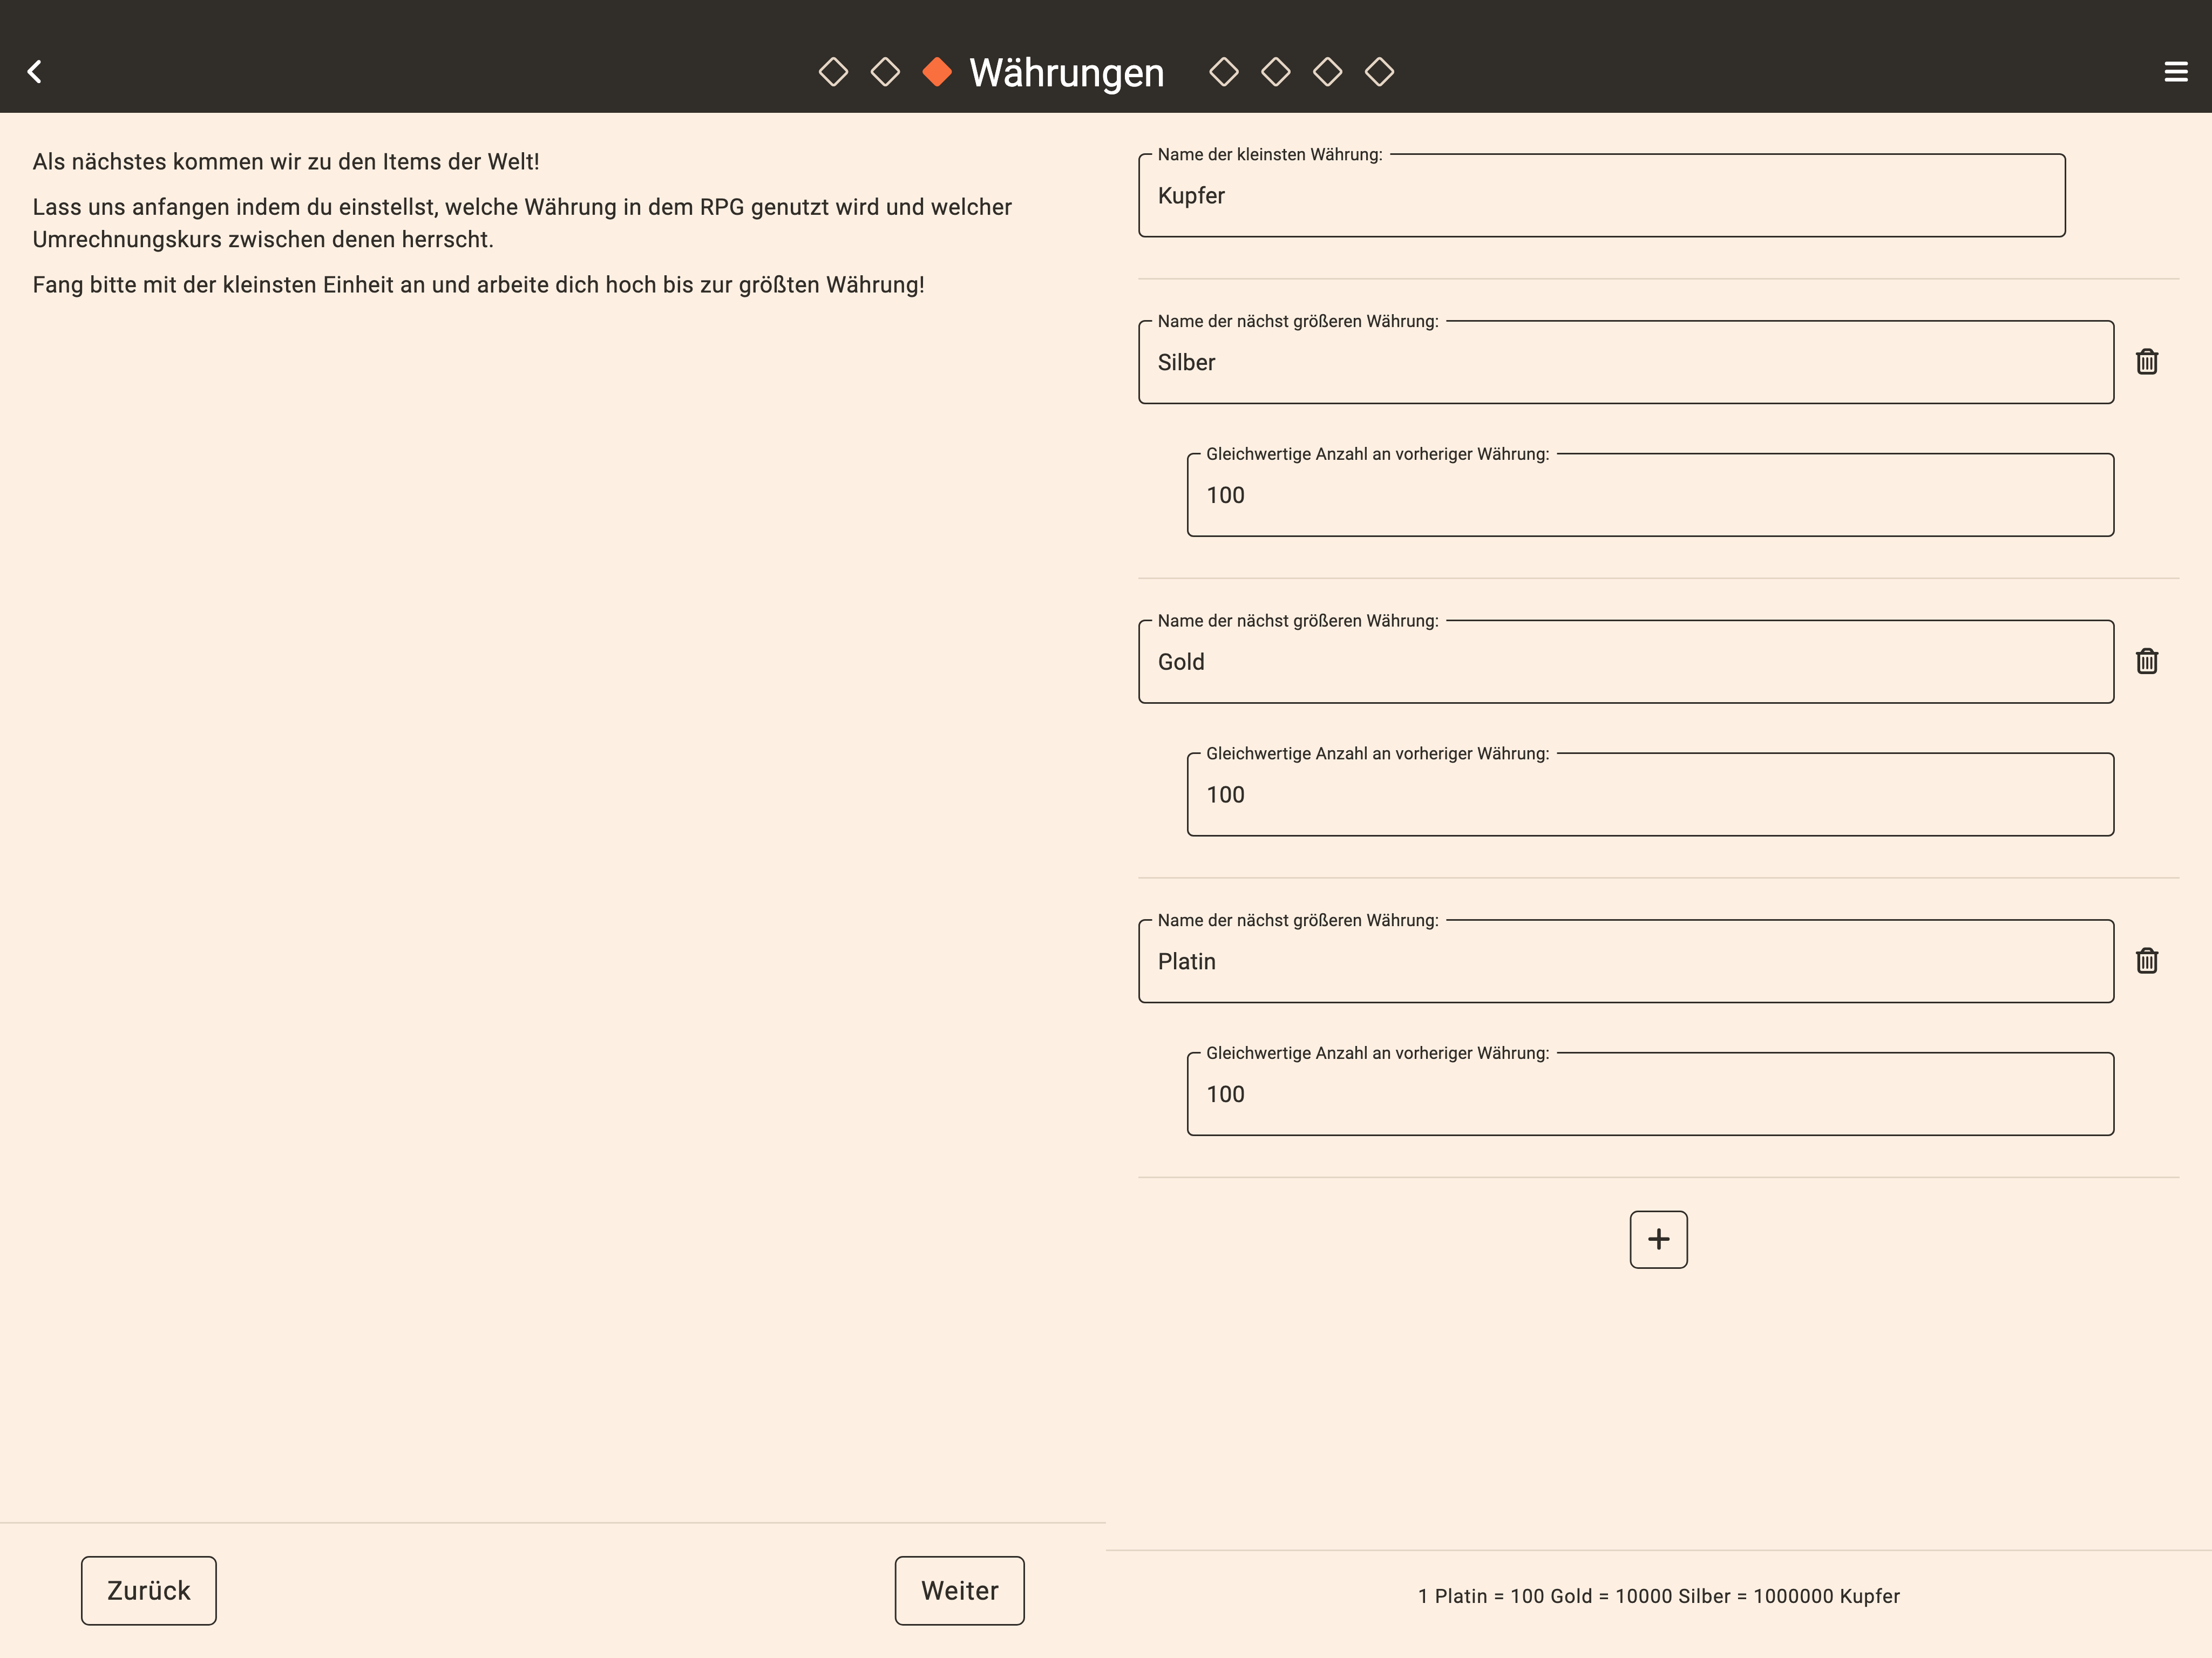 Währungen
Als nächstes kommen wir zu den Items der Welt!
Lass uns anfangen indem du einstellst, welche Währung in dem RPG genutzt wird und welcher
Umrechnungskurs zwischen denen herrscht.
Fang bitte mit der kleinsten Einheit an und arbeite dich hoch bis zur größten Währung!
Zurück
Weiter
Name der kleinsten Währung:
Kupfer
Name der nächst größeren Währung:
Silber
Gleichwertige Anzahl an vorheriger Währung:
100
Name der nächst größeren Währung:
Gold
Gleichwertige Anzahl an vorheriger Währung:
100
Name der nächst größeren Währung:
Platin
Gleichwertige Anzahl an vorheriger Währung:
100
1 Platin = 100 Gold = 10000 Silber = 1000000 Kupfer